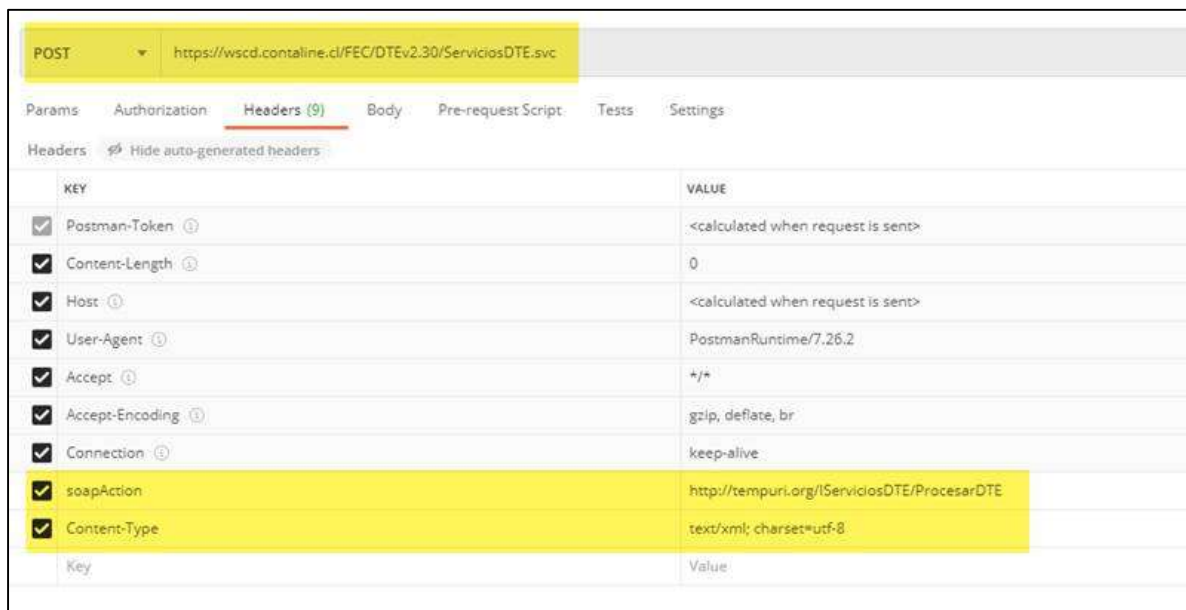 POST https://wscd.contaline.cl/FEC/DTEv2.30/ServiciosDTE.svc
Params Authorization Headers (9) Body Pre-request Script Tests Settings
Headers Hide auto-generated headers
KEY VALUE
Postman-Token <calculated when request is sent>
Content-Length 0
Host <calculated when request is sent>
User-Agent PostmanRuntime/7.26.2
Accept */*
Accept-Encoding gzip, deflate, br
Connection keep-alive
soapAction http://tempuri.org/IServiciosDTE/ProcesarDTE
Content-Type text/xml; charset=utf-8
Key Value